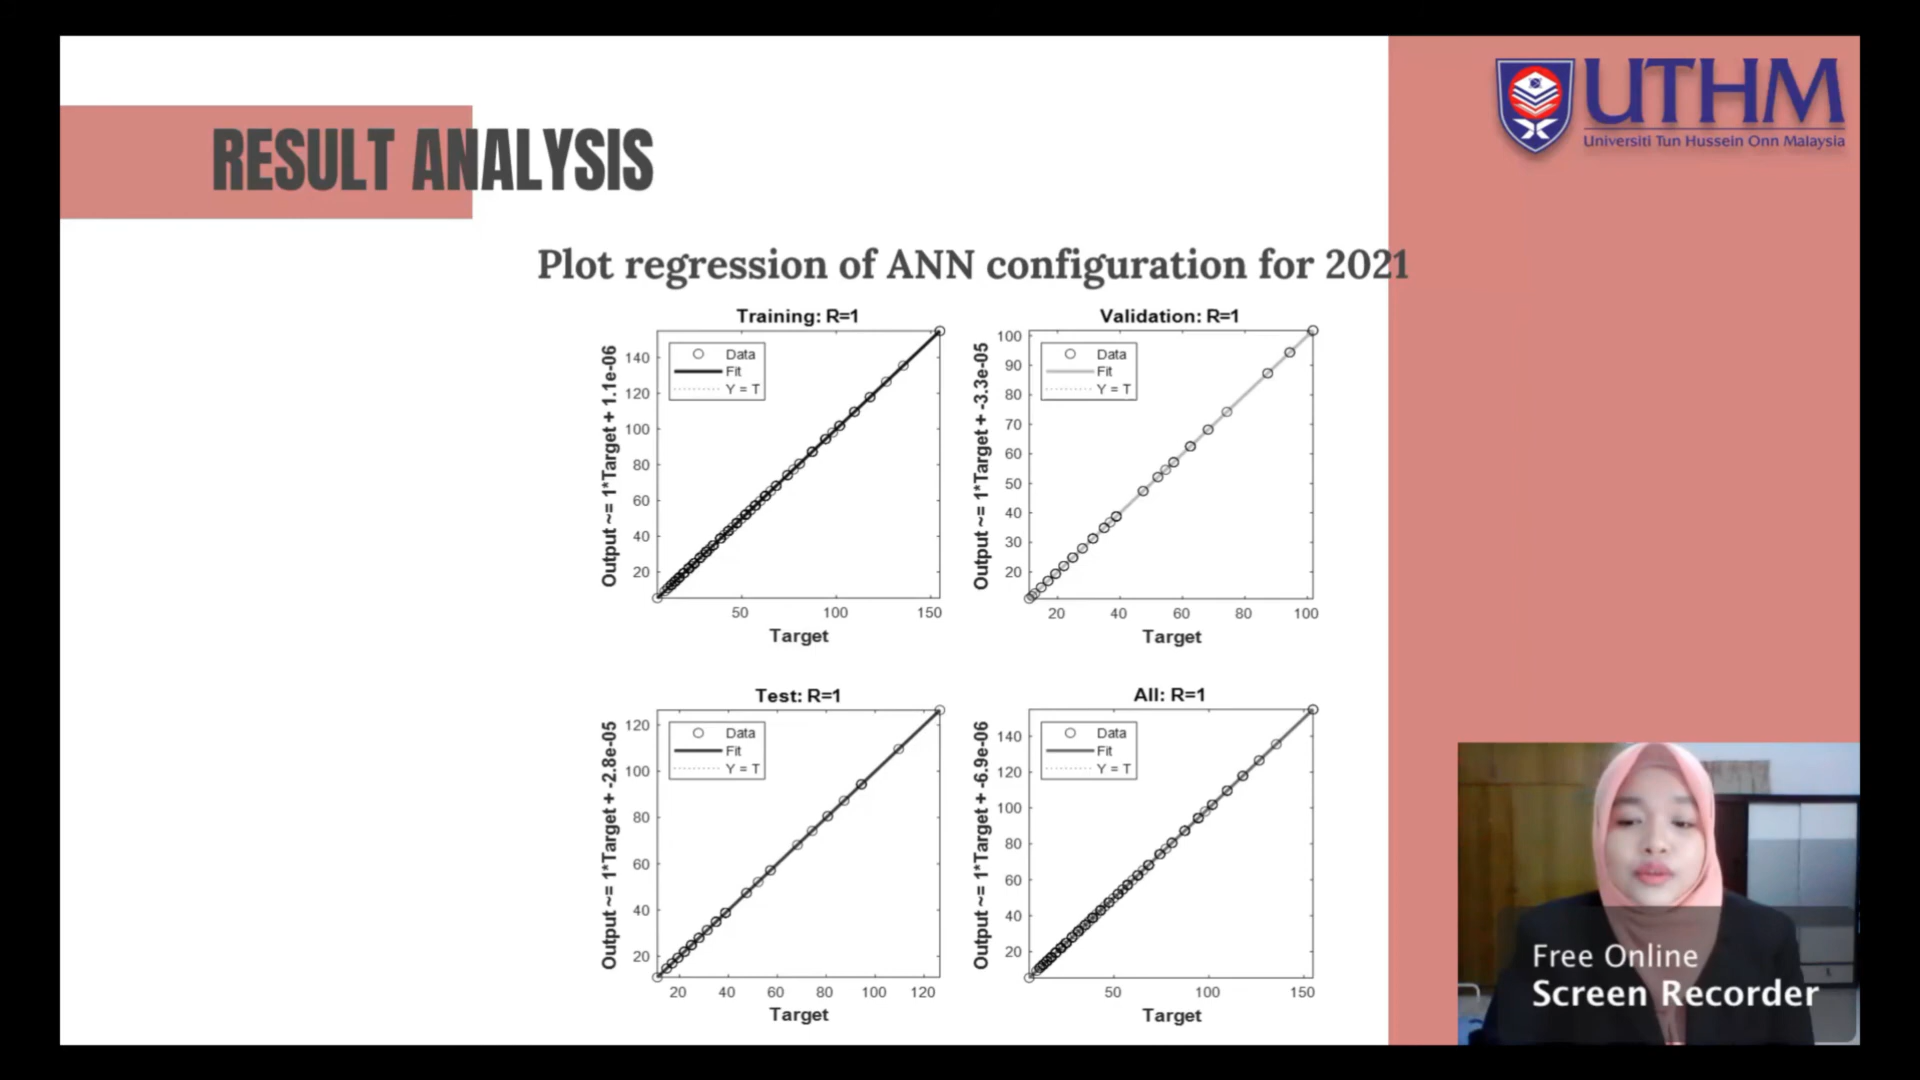 UTHM
Universiti Tun Hussein Onn Malaysia
RESULT ANALYSIS
Plot regression of ANN configuration for 2021
Training: R=1
Output ~= 1*Target + 1.1e-06
140
120
100
80
60
40
20
Data
Fit
Y = T
50
100
150
Target
Validation: R=1
Output ~= 1*Target + -3.3e-05
100
90
80
70
60
50
40
30
20
Data
Fit
Y = T
20
40
60
80
100
Target
Test: R=1
Output ~= 1*Target + -2.8e-05
120
100
80
60
40
20
Data
Fit
Y = T
20
40
60
80
100
120
Target
All: R=1
Output ~= 1*Target + -6.9e-06
140
120
100
80
60
40
20
Data
Fit
Y = T
50
100
150
Target
Free Online
Screen Recorder